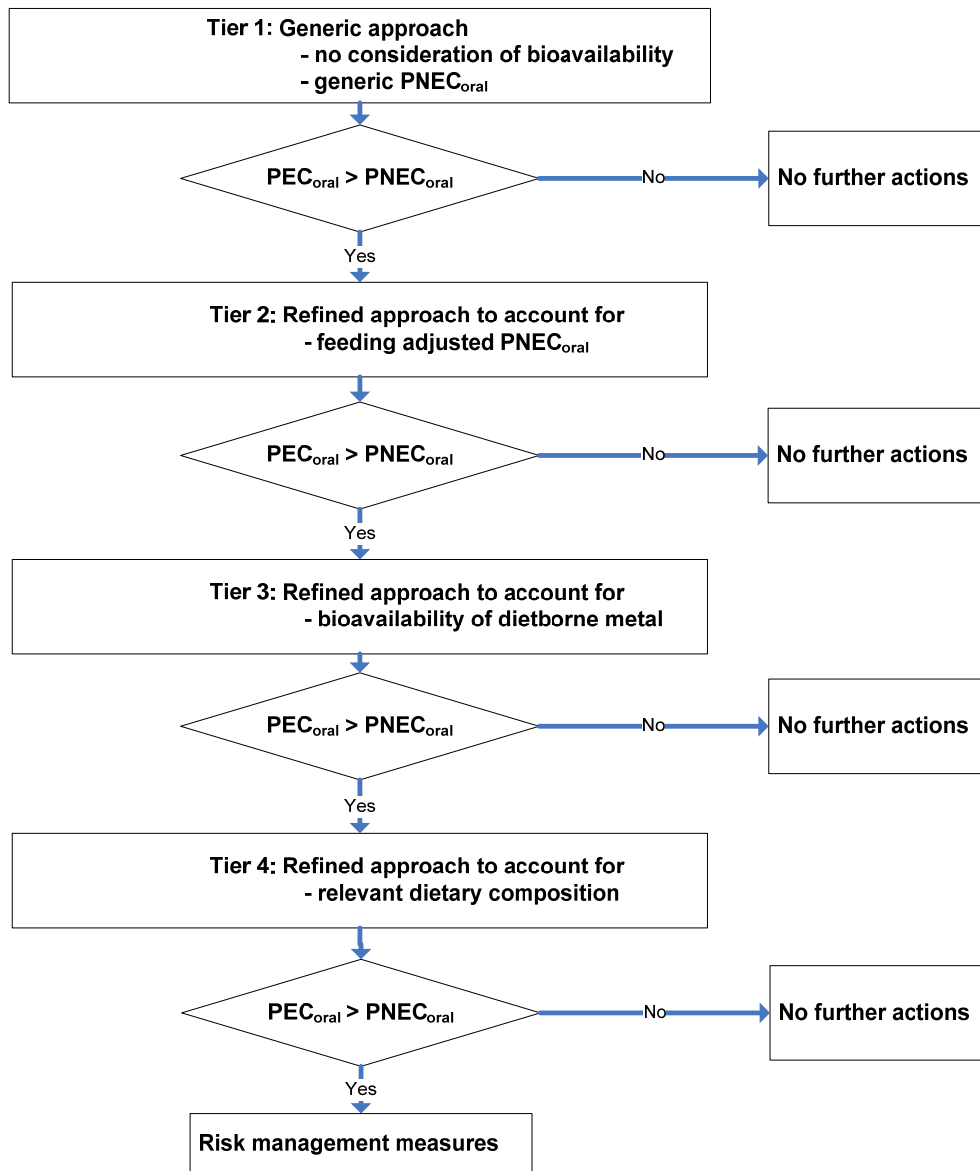 Tier 1: Generic approach
- no consideration of bioavailability
- generic PNECoral
PECoral > PNECoral
No
No further actions
Yes
Tier 2: Refined approach to account for
- feeding adjusted PNECoral
PECoral > PNECoral
No
No further actions
Yes
Tier 3: Refined approach to account for
- bioavailability of dietborne metal
PECoral > PNECoral
No
No further actions
Yes
Tier 4: Refined approach to account for
- relevant dietary composition
PECoral > PNECoral
No
No further actions
Yes
Risk management measures